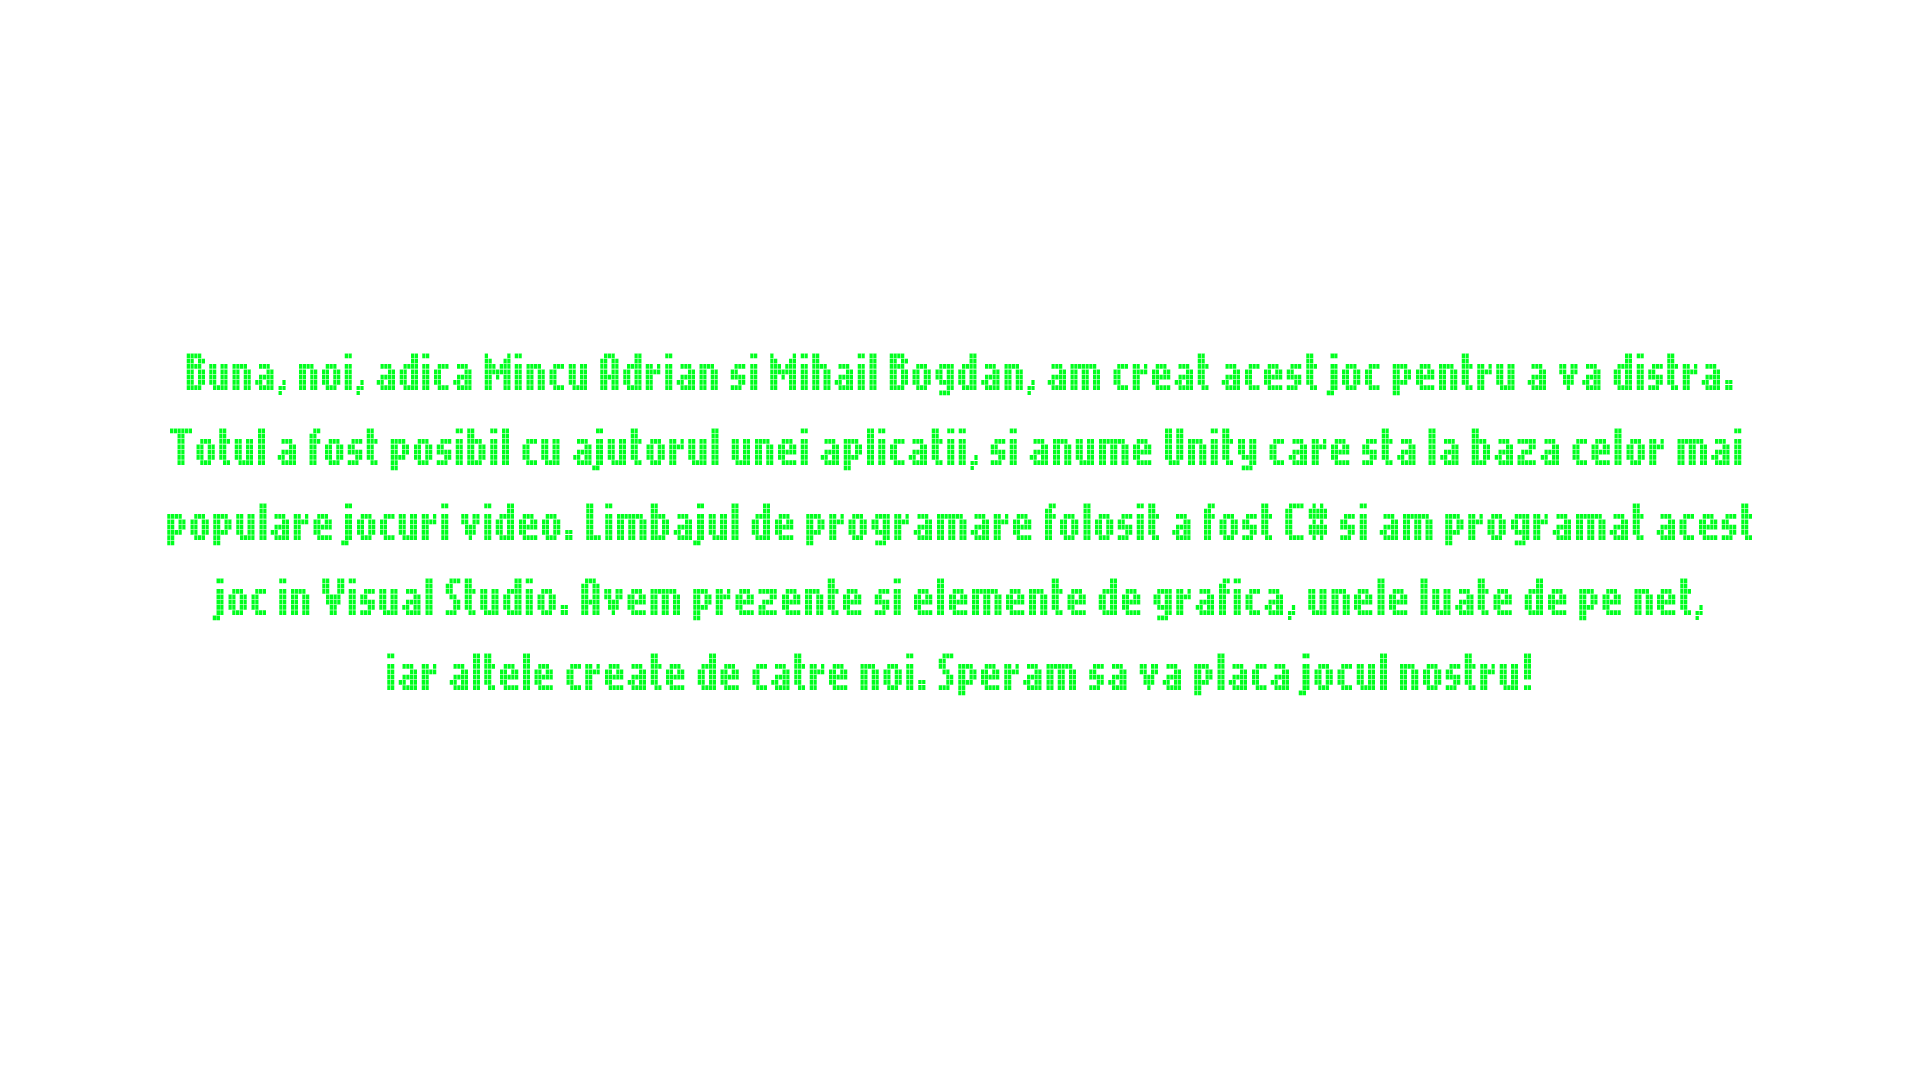 Buna, noi, adica Mincu Adrian si Mihail Bogdan, am creat acest joc pentru a va distra.
Totul a fost posibil cu ajutorul unei aplicatii, si anume Unity care sta la baza celor mai
populare jocuri video. Limbajul de programare folosit a fost C# si am programat acest
joc in Visual Studio. Avem prezente si elemente de grafica, unele luate de pe net,
iar altele create de catre noi. Speram sa va placa jocul nostru!